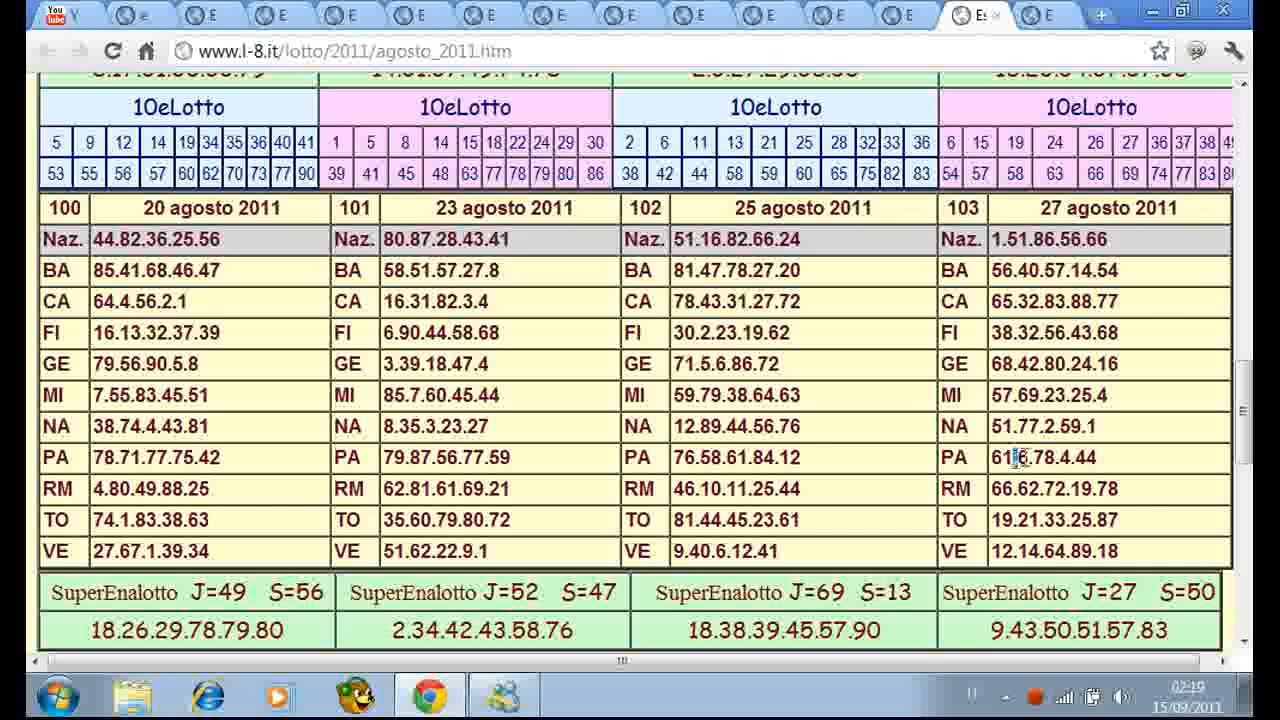 You Tube
www.l-8.it/lotto/2011/agosto_2011.htm
10eLotto 10eLotto 10eLotto 10eLotto
5 9 12 14 19 34 35 36 40 41 1 5 8 14 15 18 22 24 29 30 2 6 11 13 20 25 28 32 33 36 6 15 19 24 26 27 36 37 38
53 55 56 57 60 62 70 73 77 90 39 41 45 48 63 77 78 79 80 86 38 42 44 58 59 60 65 75 82 83 54 57 58 63 66 69 74 77 83
100 20 agosto 2011 101 23 agosto 2011 102 25 agosto 2011 103 27 agosto 2011
Naz. 44.82.36.25.56 Naz. 80.87.28.43.41 Naz. 51.16.82.66.24 Naz. 1.51.86.56.66
BA 85.41.68.46.47 BA 58.51.57.27.8 BA 81.47.78.27.20 BA 56.40.57.14.54
CA 64.4.56.2.1 CA 16.31.82.3.4 CA 78.43.31.27.72 CA 65.32.83.88.77
FI 16.13.32.37.39 FI 6.90.44.58.68 FI 30.2.23.19.62 FI 38.32.56.43.68
GE 79.56.90.5.8 GE 3.39.18.47.4 GE 71.5.6.86.72 GE 68.42.80.24.16
MI 7.55.83.45.51 MI 85.7.60.45.44 MI 59.79.38.64.63 MI 57.69.23.25.4
NA 38.74.4.43.81 NA 8.35.3.23.27 NA 12.89.44.56.76 NA 51.77.2.59.1
PA 78.71.77.75.42 PA 79.87.56.77.59 PA 76.58.61.84.12 PA 61.6.78.4.44
RM 4.80.49.88.25 RM 62.81.61.69.21 RM 46.10.11.25.44 RM 66.62.72.19.78
TO 74.1.83.38.63 TO 35.60.79.80.72 TO 81.44.45.23.61 TO 19.21.33.25.87
VE 27.67.1.39.34 VE 51.62.22.9.1 VE 9.40.6.12.41 VE 12.14.64.89.18
SuperEnalotto J=49 S=56 SuperEnalotto J=52 S=47 SuperEnalotto J=69 S=13 SuperEnalotto J=27 S=50
18.26.29.78.79.80 2.34.42.43.58.76 18.38.39.45.57.90 9.43.50.51.57.83
02:19
15/09/2011